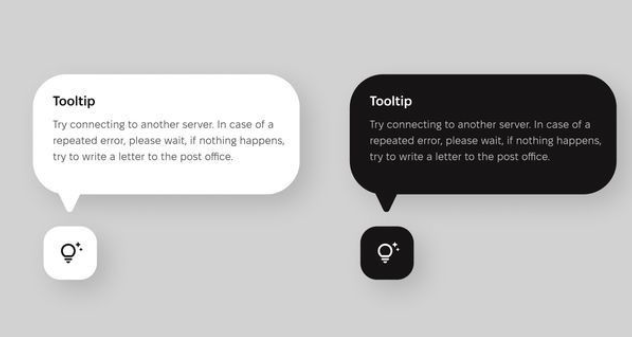 Tooltip
Try connecting to another server. In case of a
repeated error, please wait, if nothing happens,
try to write a letter to the post office.
Tooltip
Try connecting to another server. In case of a
repeated error, please wait, if nothing happens,
try to write a letter to the post office.